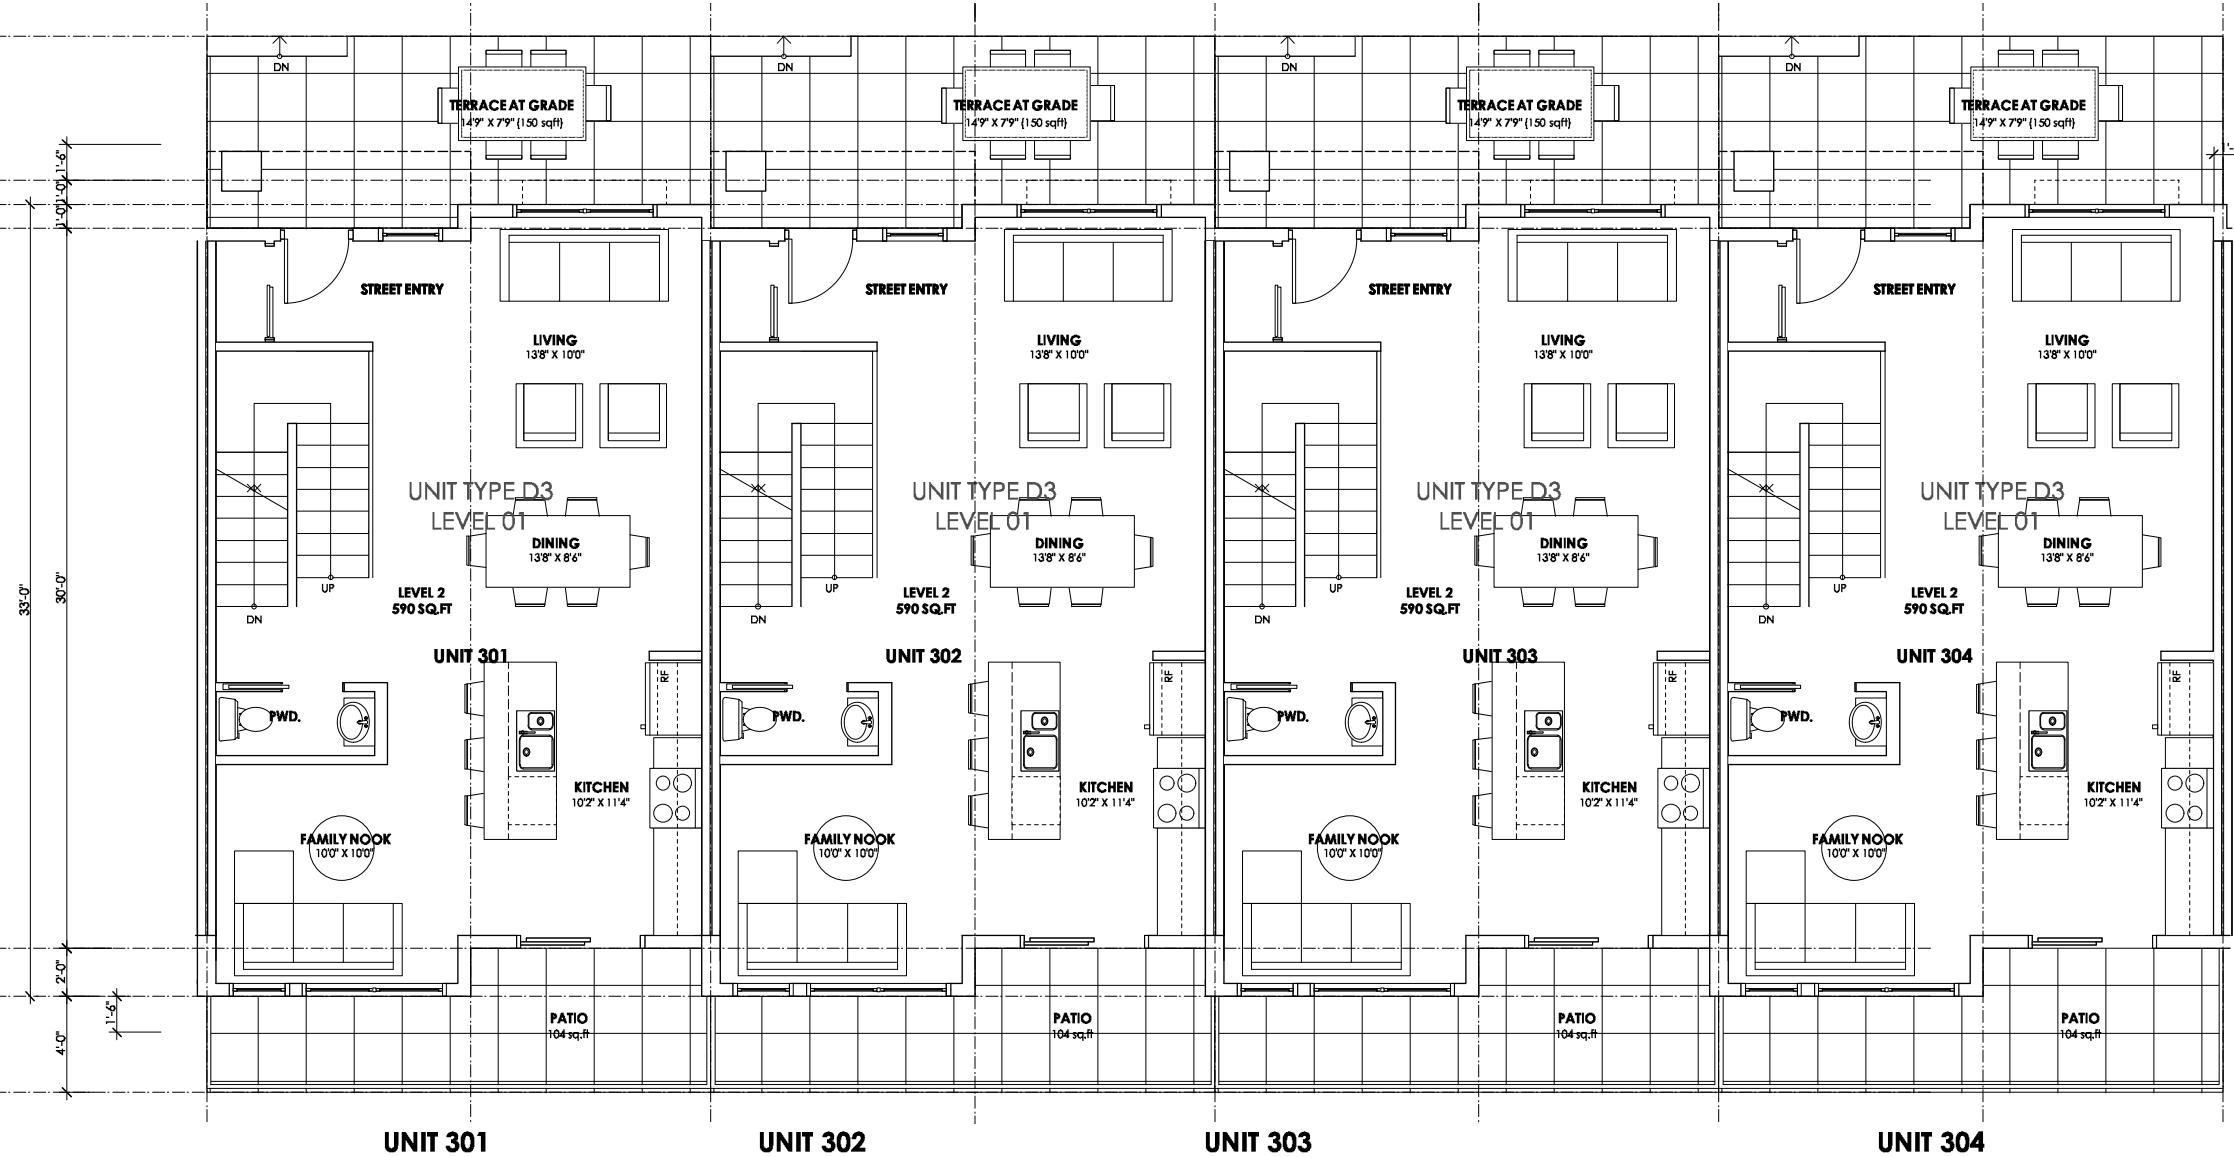 DN
DN
DN
DN
TERRACE AT GRADE
14'9" X 7'9" (150 sqft)
TERRACE AT GRADE
14'9" X 7'9" (150 sqft)
TERRACE AT GRADE
14'9" X 7'9" (150 sqft)
TERRACE AT GRADE
14'9" X 7'9" (150 sqft)
1'-6"
1'-0"
1'-0"
33'-0"
30'-0"
2'-0"
1'-6"
4'-0"
STREET ENTRY
STREET ENTRY
STREET ENTRY
STREET ENTRY
LIVING
13'8" X 10'0"
LIVING
13'8" X 10'0"
LIVING
13'8" X 10'0"
LIVING
13'8" X 10'0"
UNIT TYPE D3
LEVEL 01
UNIT TYPE D3
LEVEL 01
UNIT TYPE D3
LEVEL 01
UNIT TYPE D3
LEVEL 01
DINING
13'8" X 8'6"
DINING
13'8" X 8'6"
DINING
13'8" X 8'6"
DINING
13'8" X 8'6"
UP
UP
UP
UP
LEVEL 2
590 SQ.FT
LEVEL 2
590 SQ.FT
LEVEL 2
590 SQ.FT
LEVEL 2
590 SQ.FT
DN
DN
DN
DN
UNIT 301
UNIT 302
UNIT 303
UNIT 304
RF
RF
RF
RF
PWD.
PWD.
PWD.
PWD.
KITCHEN
10'2" X 11'4"
KITCHEN
10'2" X 11'4"
KITCHEN
10'2" X 11'4"
KITCHEN
10'2" X 11'4"
FAMILY NOOK
10'0" X 10'0"
FAMILY NOOK
10'0" X 10'0"
FAMILY NOOK
10'0" X 10'0"
FAMILY NOOK
10'0" X 10'0"
PATIO
104 sq.ft
PATIO
104 sq.ft
PATIO
104 sq.ft
PATIO
104 sq.ft
UNIT 301
UNIT 302
UNIT 303
UNIT 304